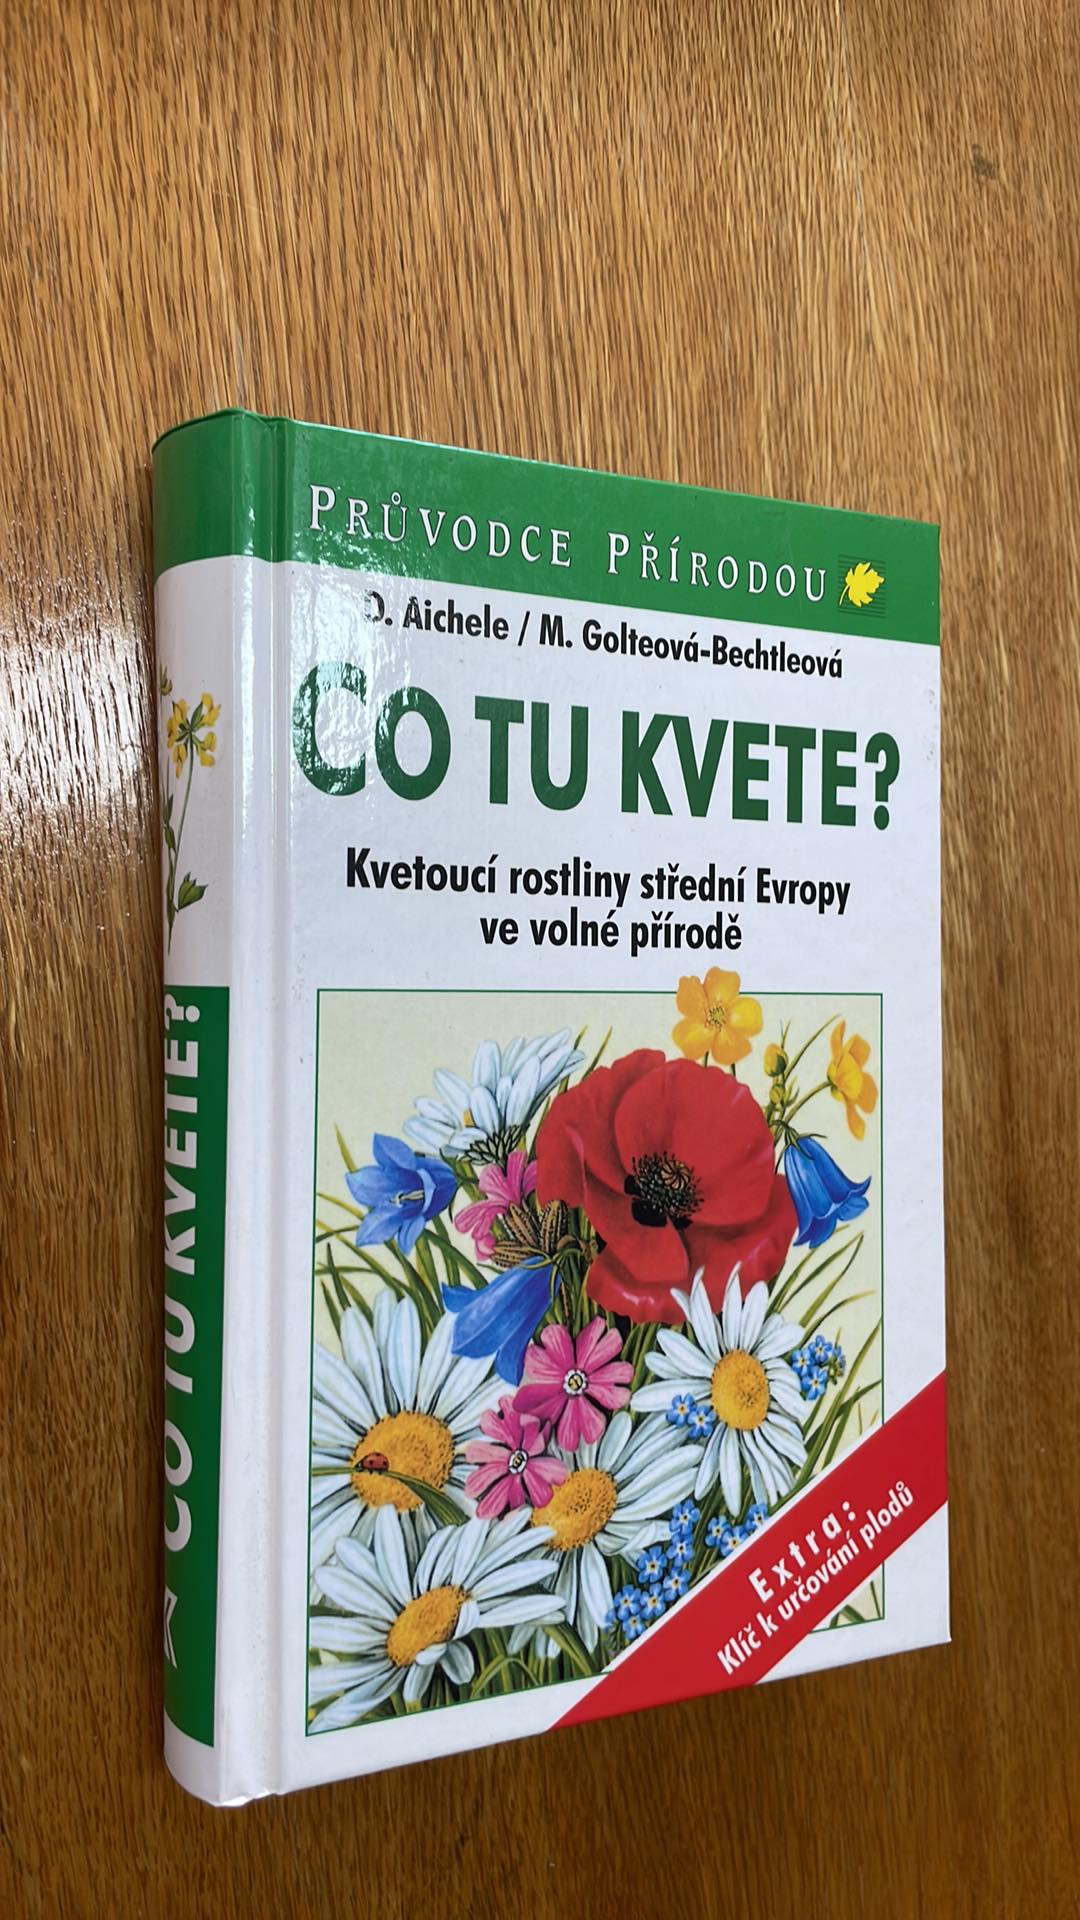 PRŮVODCE PŘÍRODOU
D. Aichele / M. Golteová-Bechtleová
CO TU KVETE?
Kvetoucí rostliny střední Evropy
ve volné přírodě
Extra:
Klíč k určování plodů
CO TU KVETE?